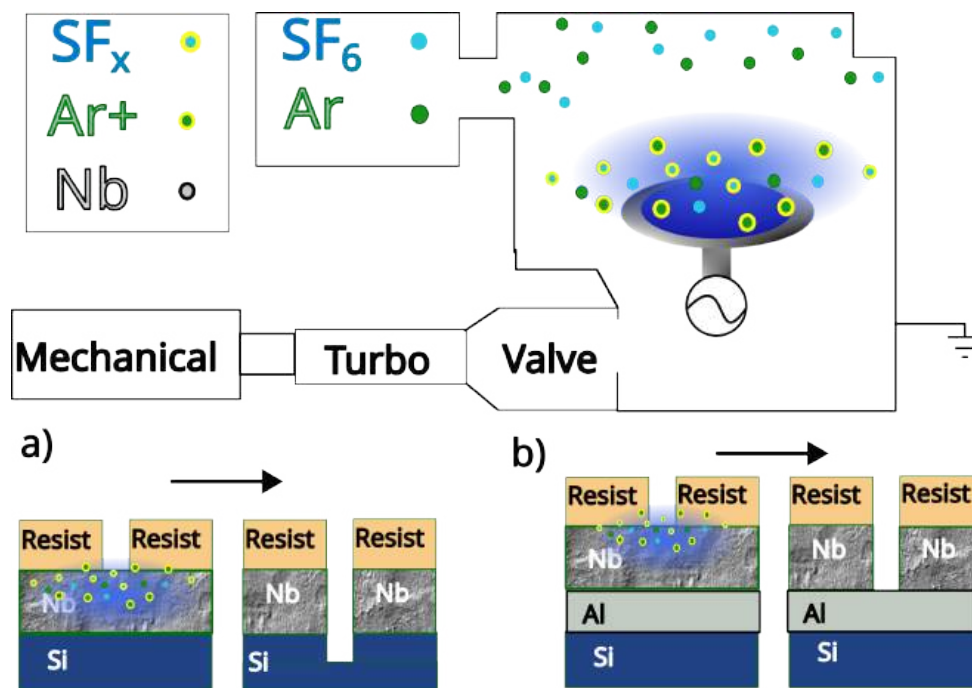 SFx
Ar+
Nb
SF6
Ar
Mechanical
Turbo
Valve
a)
b)
Resist Resist
Nb
Si
Resist Resist
Nb Nb
Si
Resist Resist
Nb
Al
Si
Resist Resist
Nb Nb
Al
Si